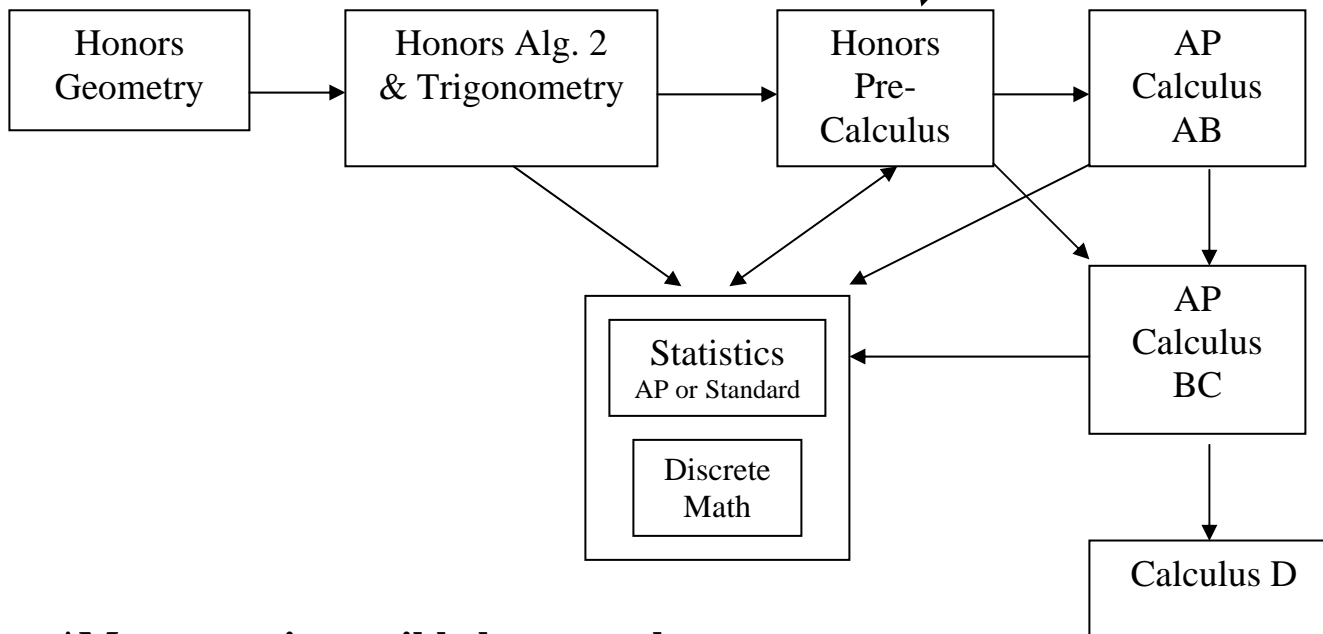 Honors
Geometry
Honors Alg. 2
& Trigonometry
Honors
Pre-
Calculus
AP
Calculus
AB
Statistics
AP or Standard
Discrete
Math
AP
Calculus
BC
Calculus D